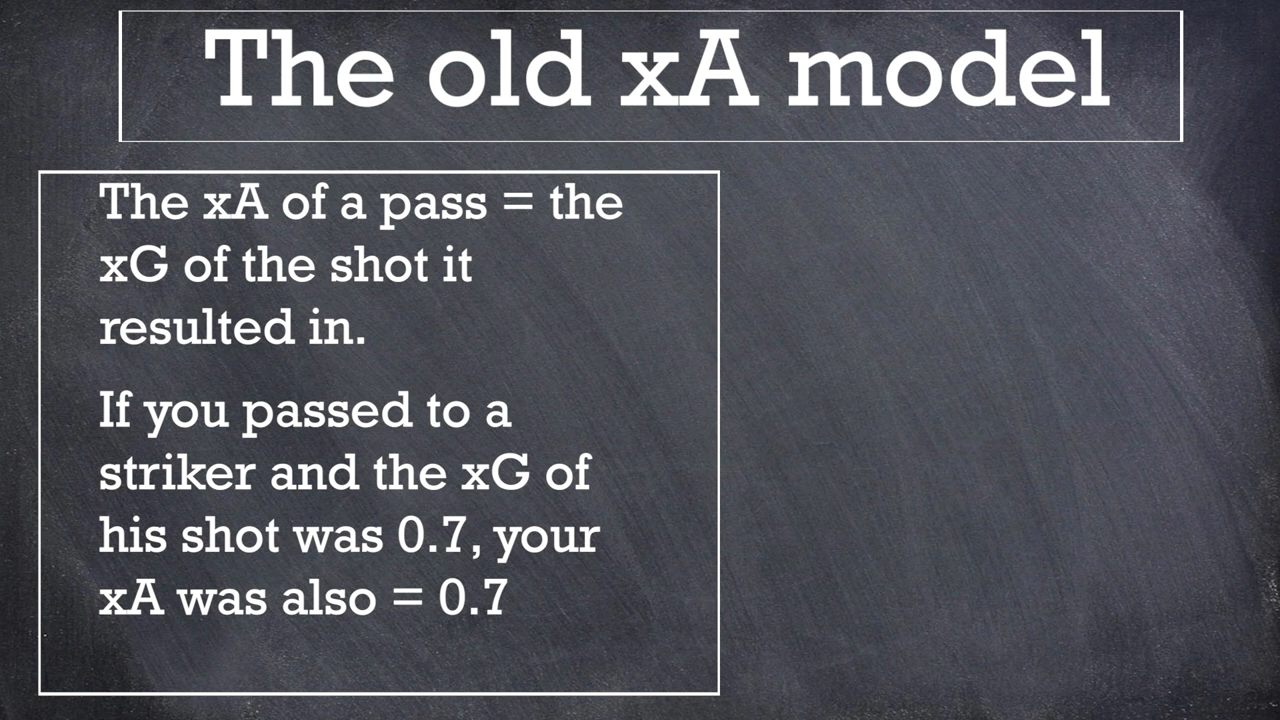 The old xA model
The xA of a pass = the
xG of the shot it
resulted in.
If you passed to a
striker and the xG of
his shot was 0.7, your
xA was also = 0.7